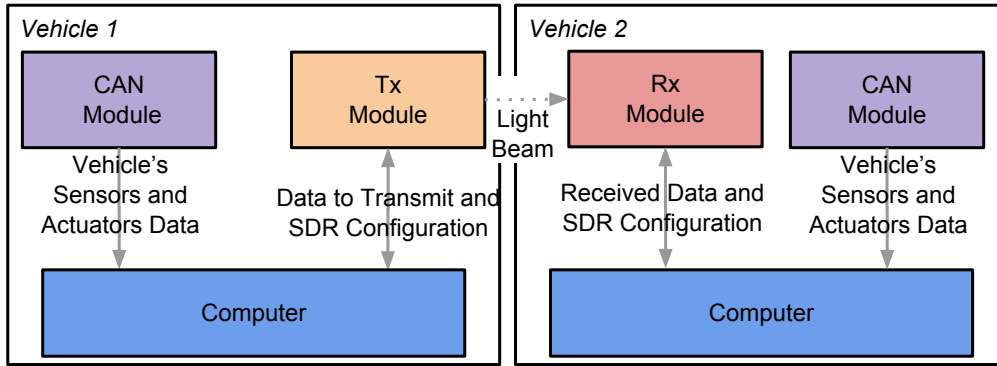 Vehicle 1
CAN
Module
Tx
Module
Vehicle's
Sensors and
Actuators Data
Data to Transmit and
SDR Configuration
Computer
Light
Beam
Vehicle 2
Rx
Module
CAN
Module
Received Data and
SDR Configuration
Vehicle's
Sensors and
Actuators Data
Computer